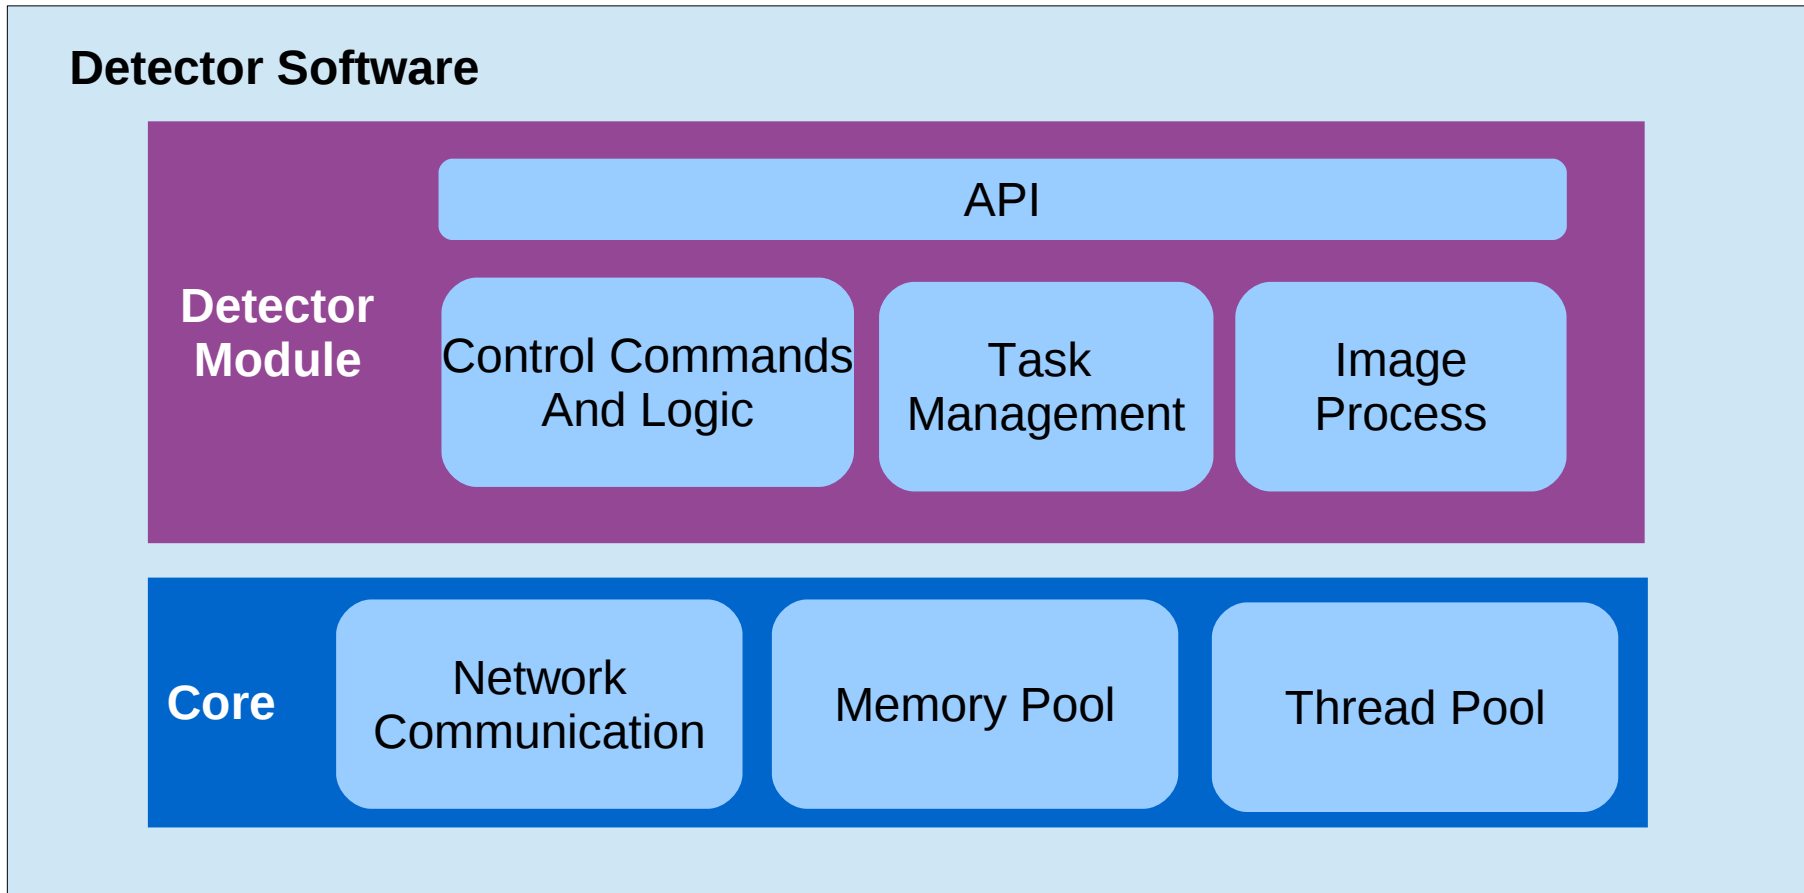 Detector Software
API
Detector
Module
Control Commands
And Logic
Task
Management
Image
Process
Core
Network
Communication
Memory Pool
Thread Pool